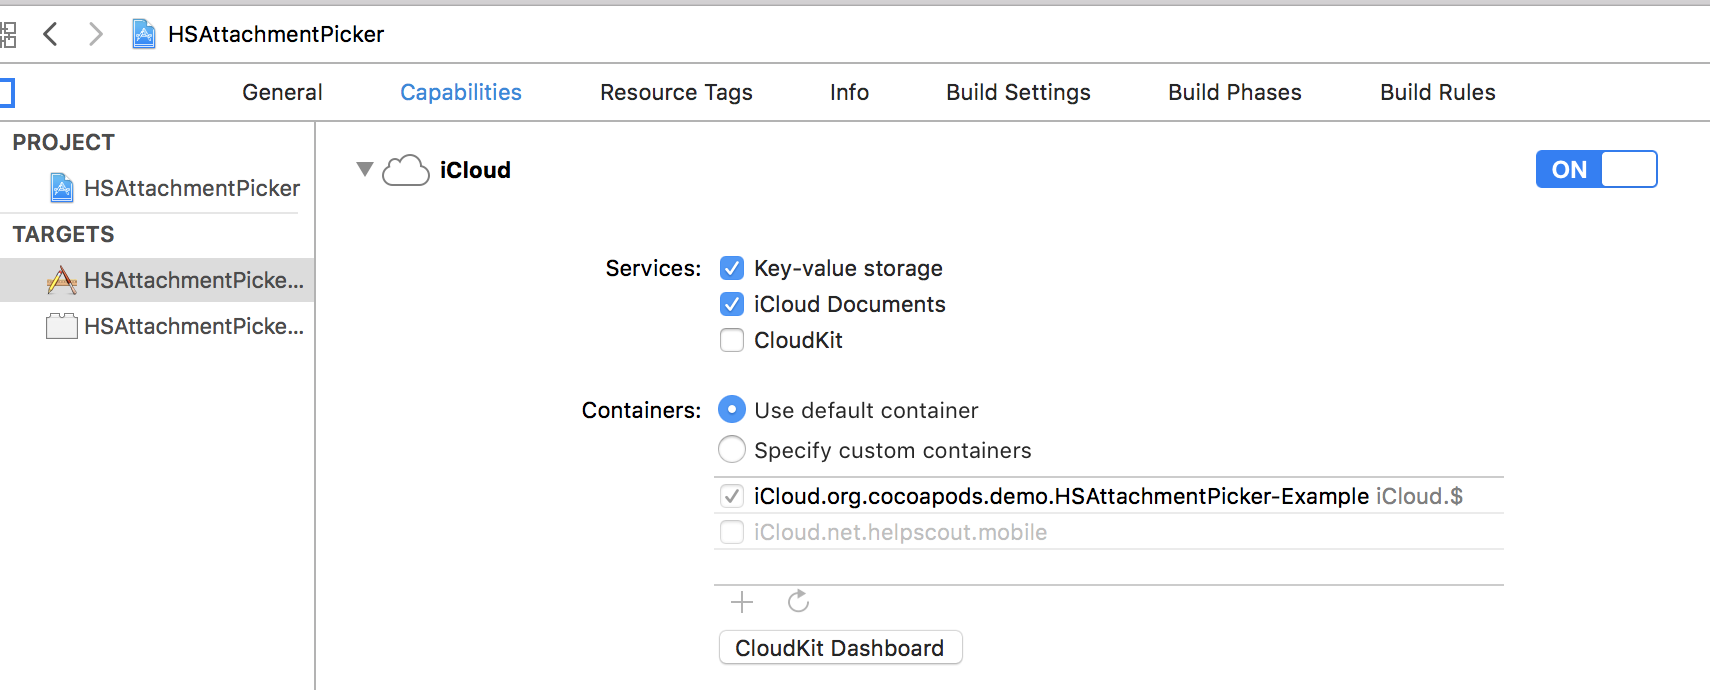 HSAttachmentPicker
General Capabilities Resource Tags Info Build Settings Build Phases Build Rules
PROJECT
HSAttachmentPicker
TARGETS
HSAttachmentPicke...
HSAttachmentPicke...
iCloud
ON
Services:
Key-value storage
iCloud Documents
CloudKit
Containers:
Use default container
Specify custom containers
iCloud.org.cocoapods.demo.HSAttachmentPicker-Example iCloud.$
iCloud.net.helpscout.mobile
CloudKit Dashboard